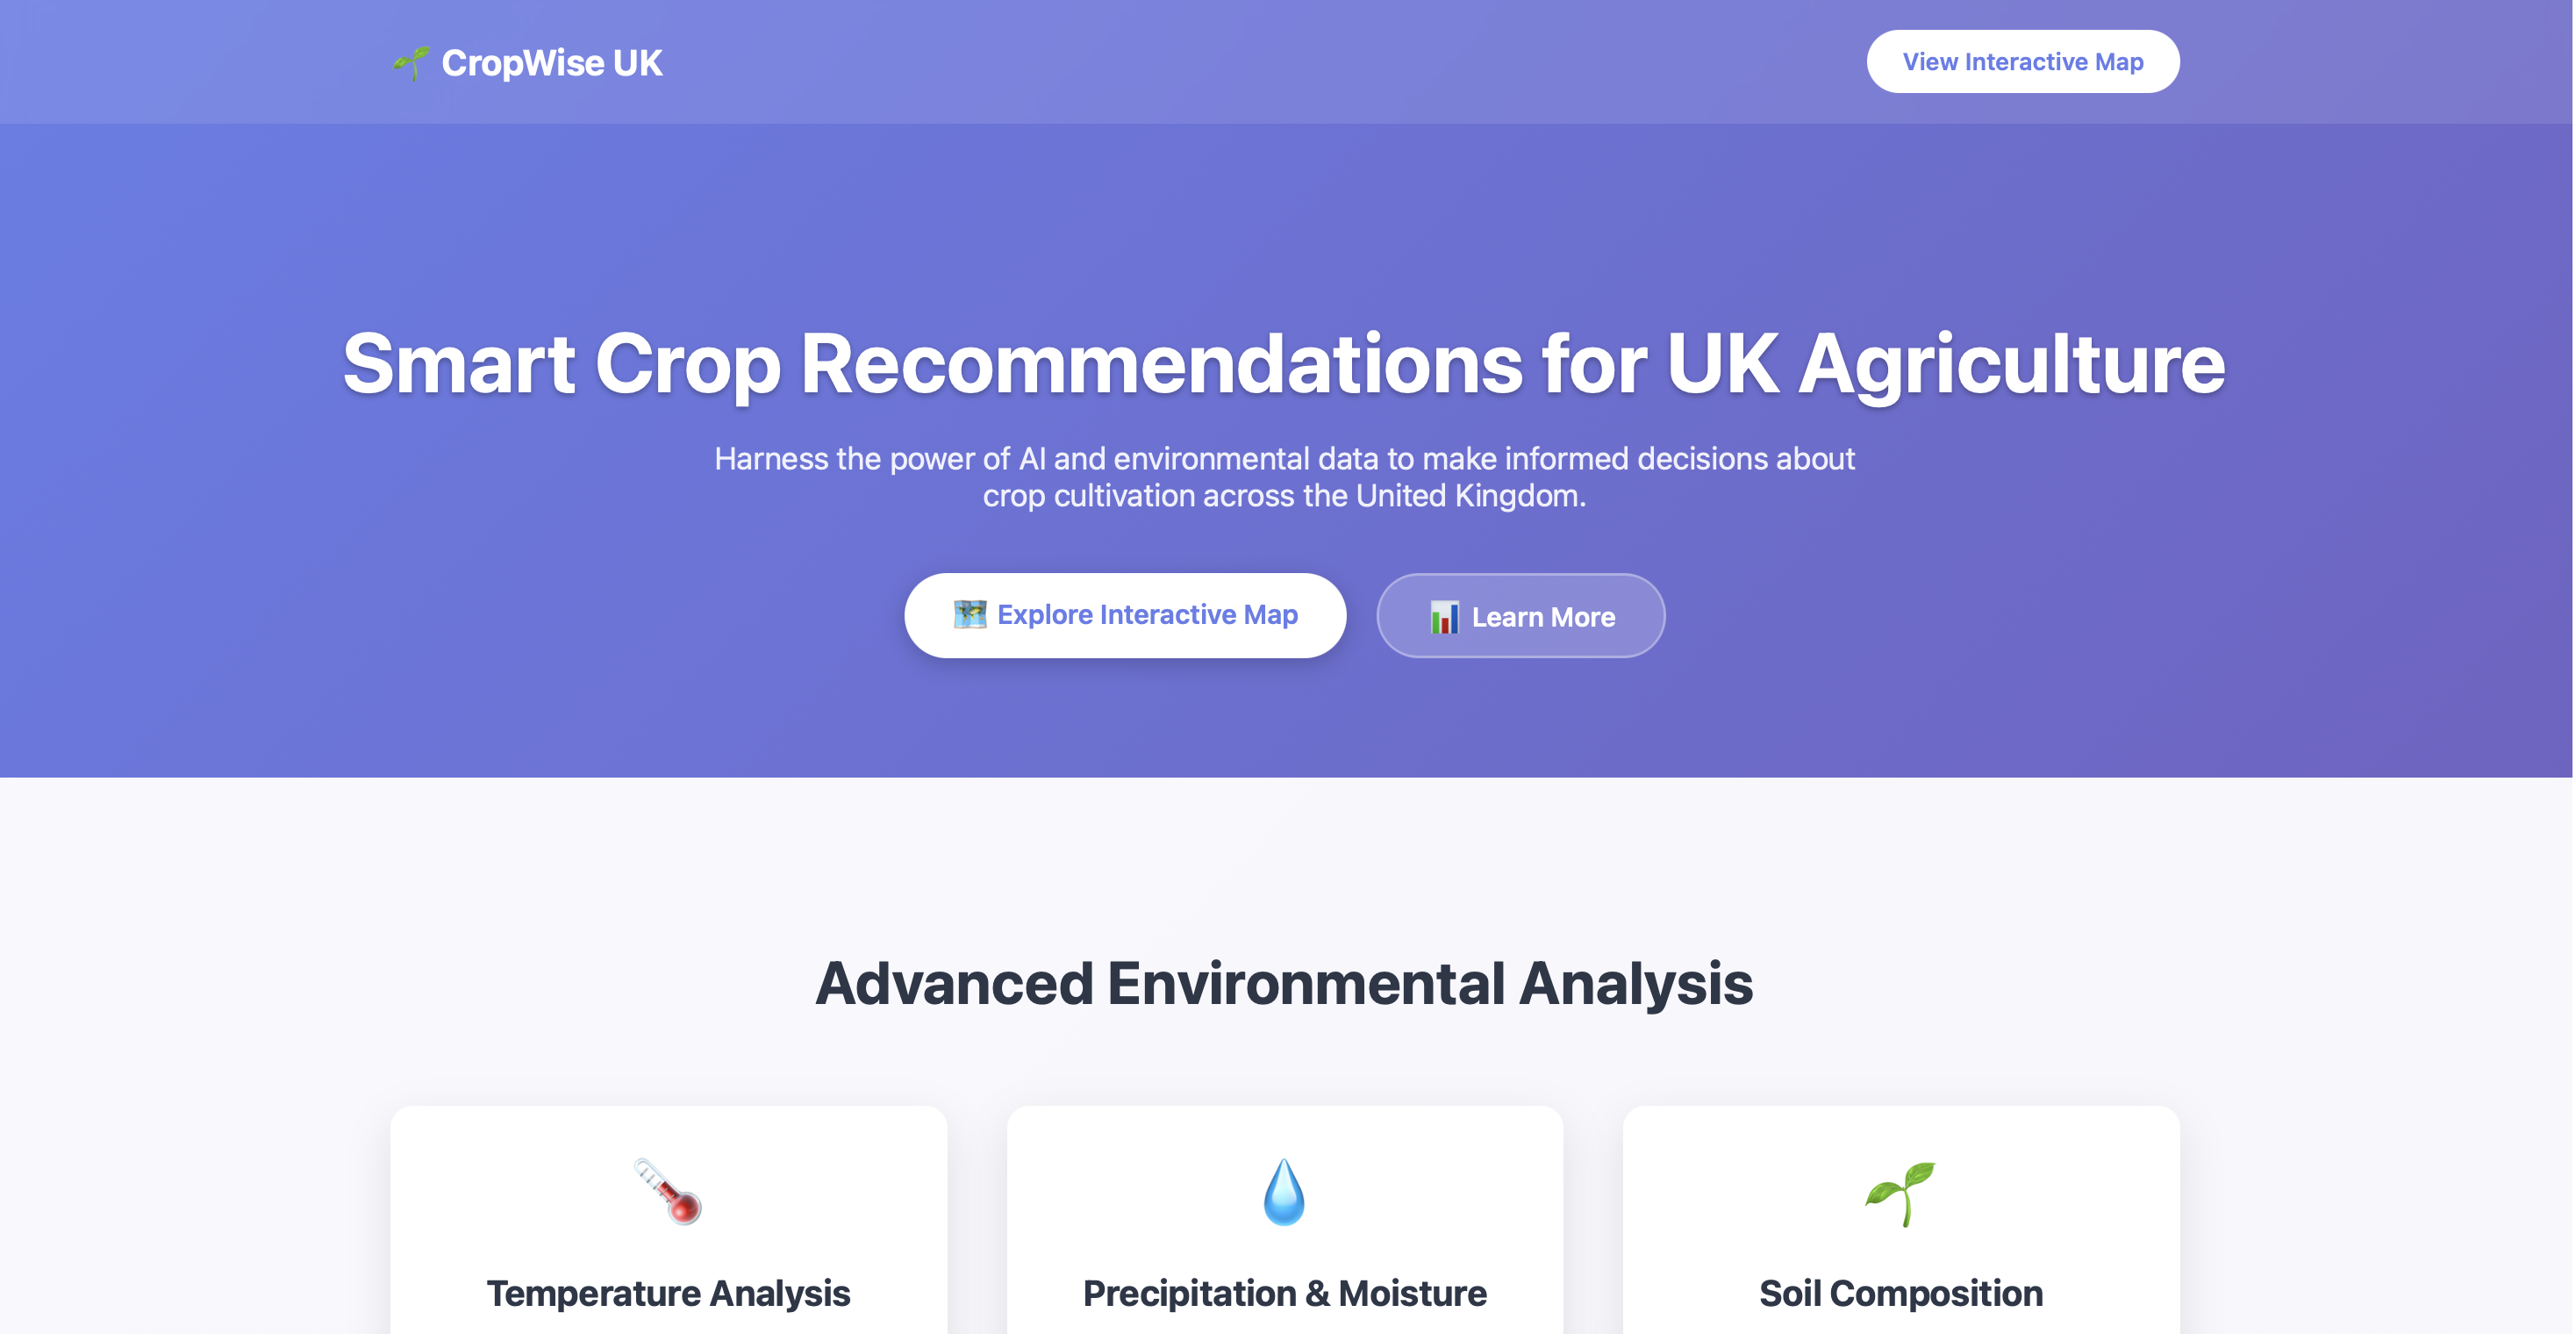 CropWise UK
View Interactive Map
Smart Crop Recommendations for UK Agriculture
Harness the power of AI and environmental data to make informed decisions about
crop cultivation across the United Kingdom.
Explore Interactive Map
Learn More
Advanced Environmental Analysis
Temperature Analysis
Precipitation & Moisture
Soil Composition